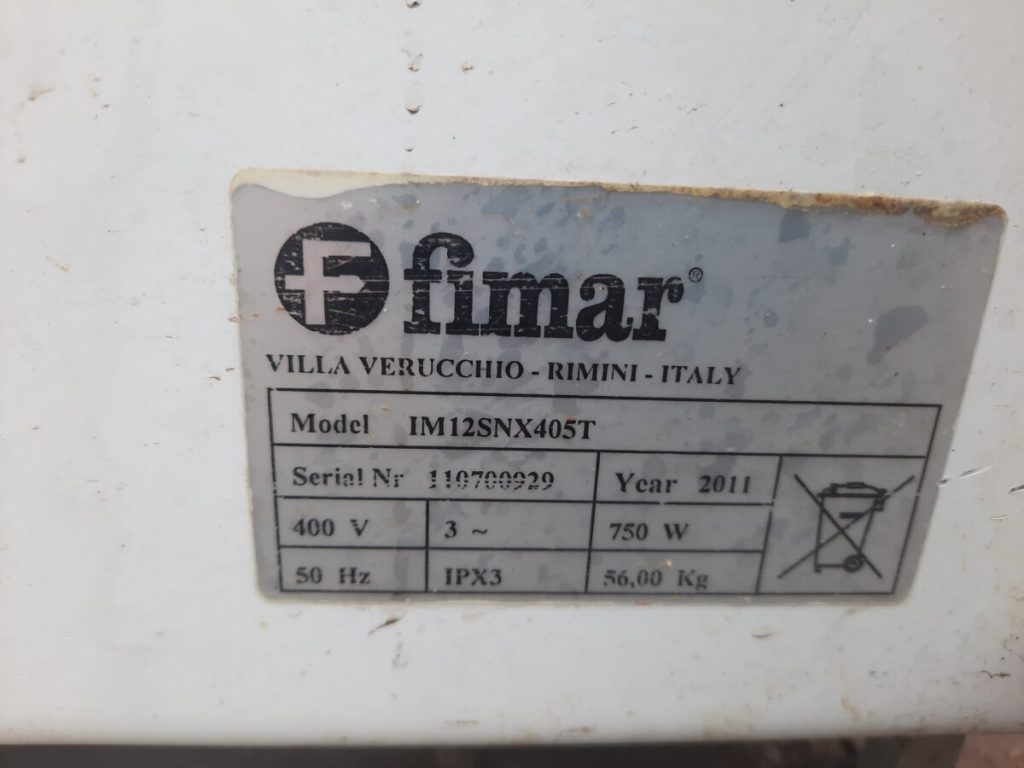 F fimar®
VILLA VERUCCHIO - RIMINI - ITALY
Model IM12SNX405T
Serial Nr 110700929 Year 2011
400 V 3 ~ 750 W
50 Hz IPX3 56,00 Kg